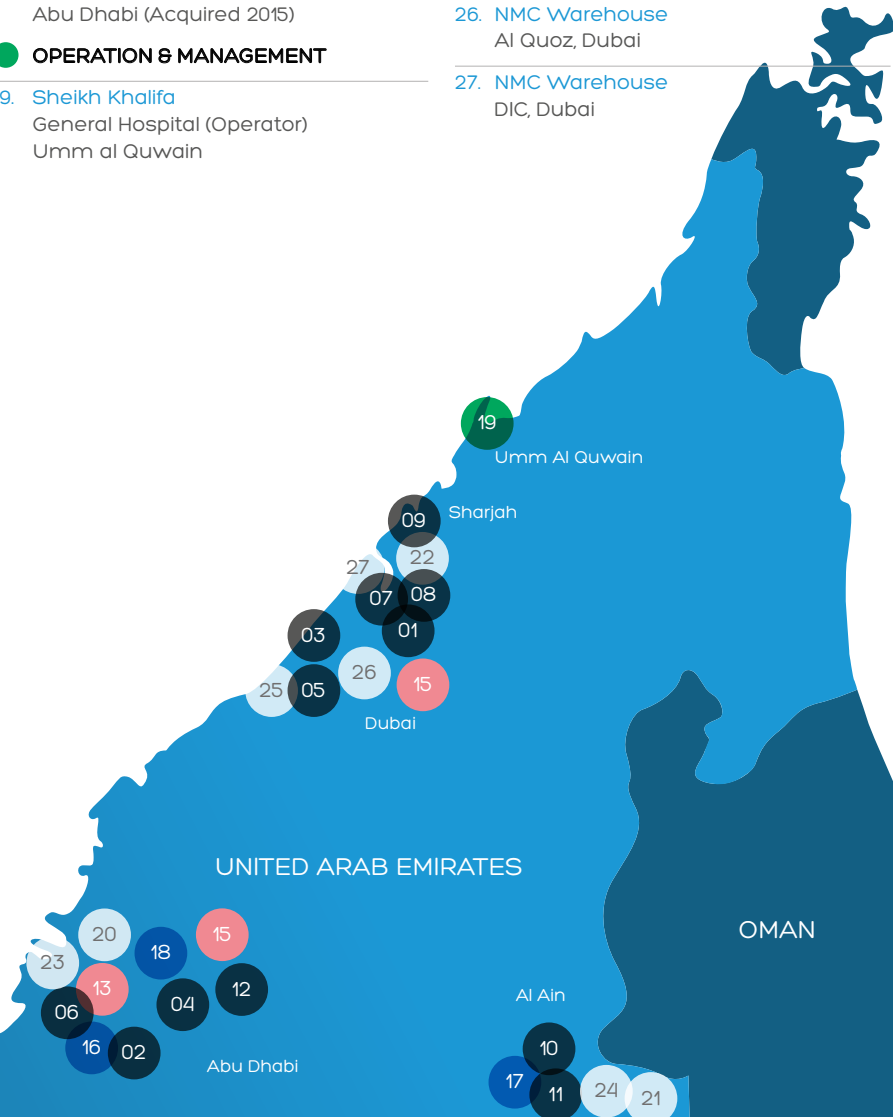 Abu Dhabi (Acquired 2015)
OPERATION & MANAGEMENT
9. Sheikh Khalifa
General Hospital (Operator)
Umm al Quwain
26. NMC Warehouse
Al Quoz, Dubai
27. NMC Warehouse
DIC, Dubai
19
Umm Al Quwain
09
Sharjah
22
27
07
08
03
01
26
25
05
15
Dubai
UNITED ARAB EMIRATES
OMAN
20
18
15
23
13
12
06
04
16
02
Abu Dhabi
Al Ain
10
17
11
24
21